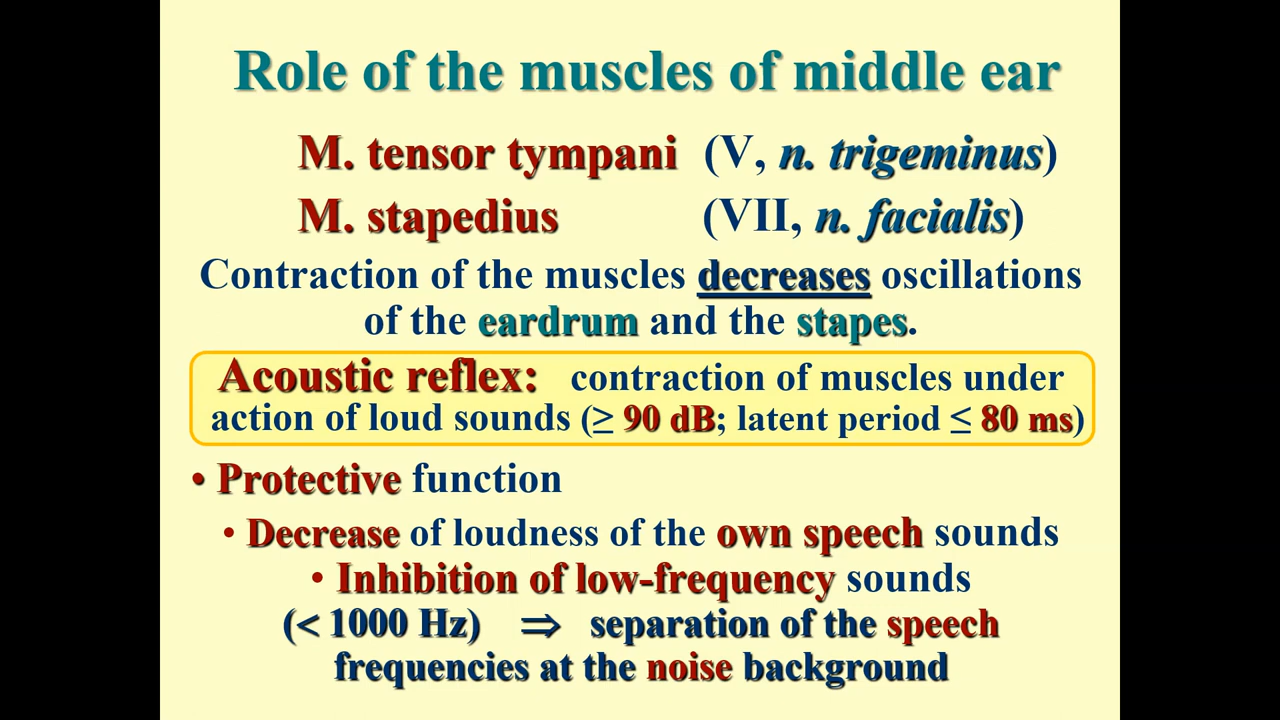 Role of the muscles of middle ear
M. tensor tympani (V, n. trigeminus)
M. stapedius (VII, n. facialis)
Contraction of the muscles decreases oscillations
of the eardrum and the stapes.
Acoustic reflex: contraction of muscles under
action of loud sounds (≥ 90 dB; latent period ≤ 80 ms)
• Protective function
• Decrease of loudness of the own speech sounds
• Inhibition of low-frequency sounds
(< 1000 Hz) ⇒ separation of the speech
frequencies at the noise background